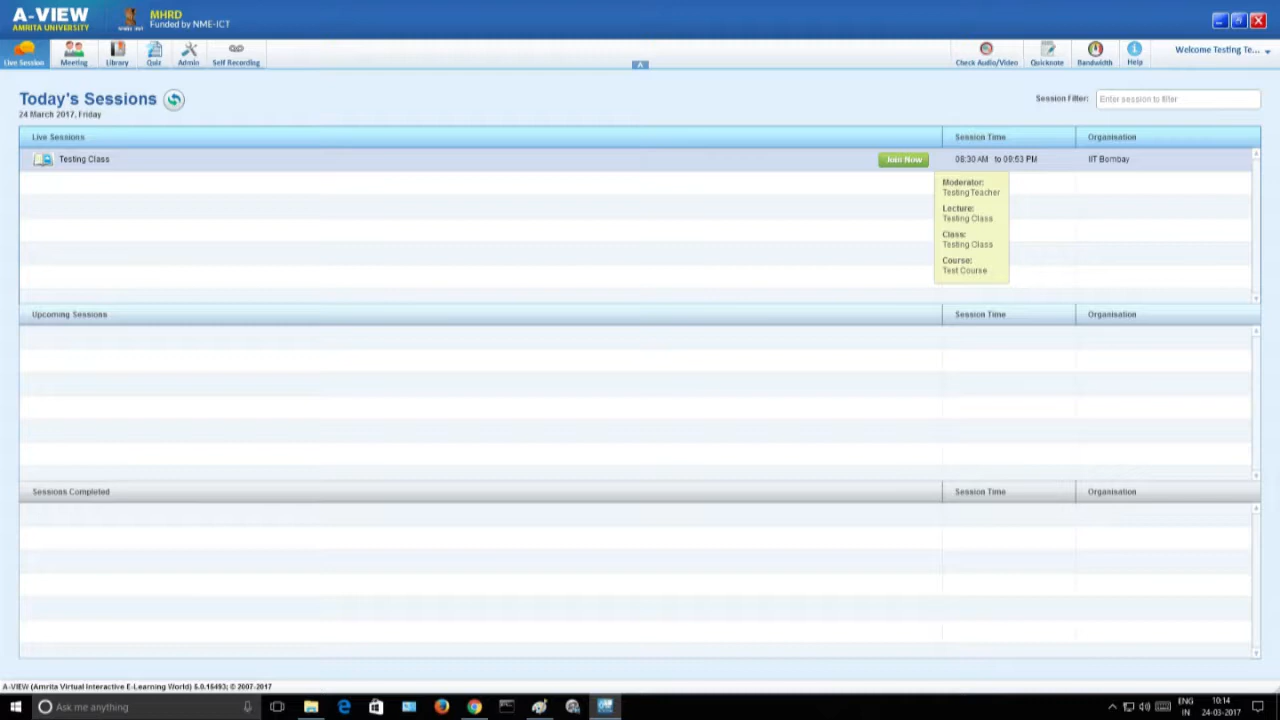 A-VIEW
AMRITA UNIVERSITY
MHRD
Funded by NME-ICT
Live Session
Meeting
Library
Quiz
Admin
Self Recording
Check Audio/Video
Quicknote
Bandwidth
Help
Welcome Testing Te...
Today's Sessions
24 March 2017, Friday
Session Filter:
Enter session to filter
Live Sessions
Session Time
Organisation
Testing Class
Join Now
08:30 AM to 09:53 PM
IIT Bombay
Moderator:
Testing Teacher
Lecture:
Testing Class
Class:
Testing Class
Course:
Test Course
Upcoming Sessions
Session Time
Organisation
Sessions Completed
Session Time
Organisation
A-VIEW (Amrita Virtual Interactive E-Learning World) 5.0.15493; © 2007-2017
Ask me anything
ENG
IN
10:14
24-03-2017